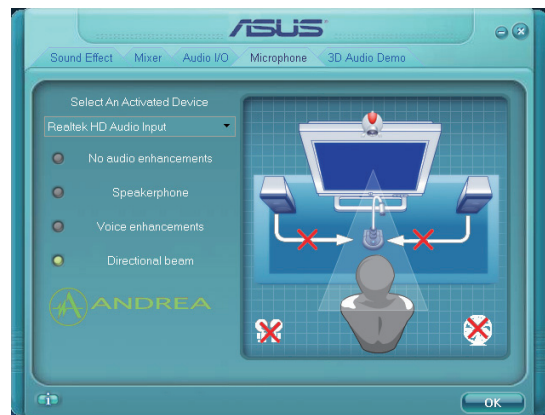 ASUS
Sound Effect Mixer Audio I/O Microphone 3D Audio Demo
Select An Activated Device
Realtek HD Audio Input
No audio enhancements
Speakerphone
Voice enhancements
Directional beam
ANDREA
i
OK